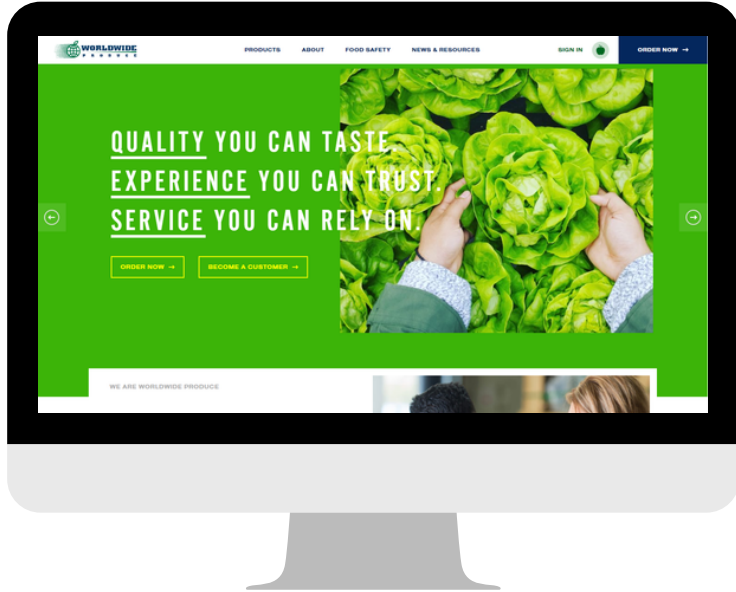 WORLDWIDE
PRODUCE
PRODUCTS ABOUT FOOD SAFETY NEWS & RESOURCES SIGN IN ORDER NOW →
QUALITY YOU CAN TASTE.
EXPERIENCE YOU CAN TRUST.
SERVICE YOU CAN RELY ON.
ORDER NOW → BECOME A CUSTOMER →
WE ARE WORLDWIDE PRODUCE